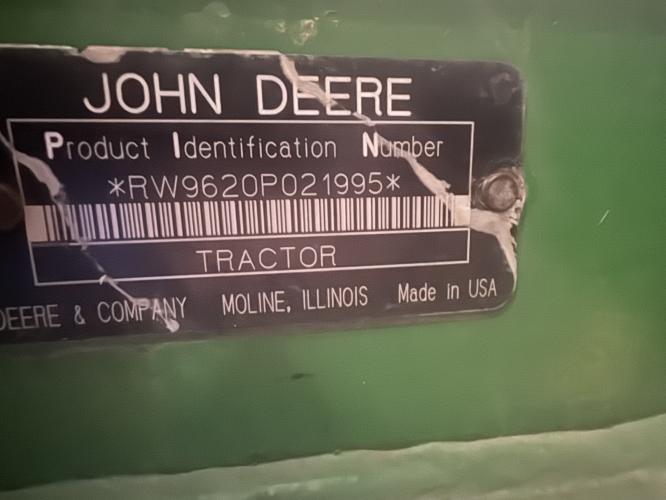 JOHN DEERE
Product Identification Number
*RW9620P021995*
TRACTOR
DEERE & COMPANY MOLINE, ILLINOIS Made in USA